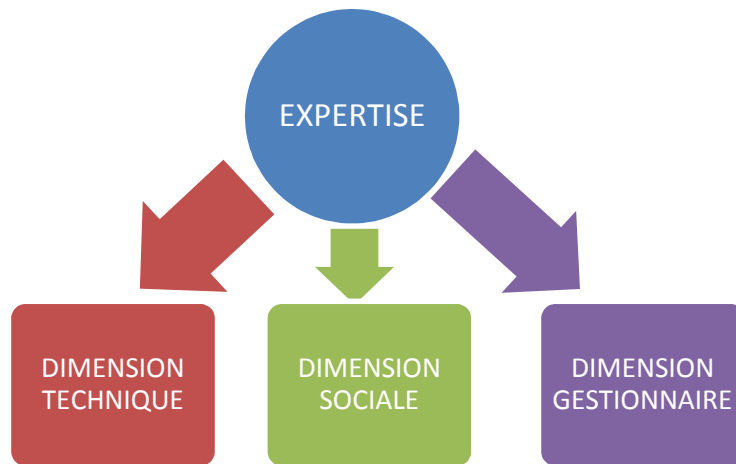 EXPERTISE
DIMENSION
TECHNIQUE
DIMENSION
SOCIALE
DIMENSION
GESTIONNAIRE